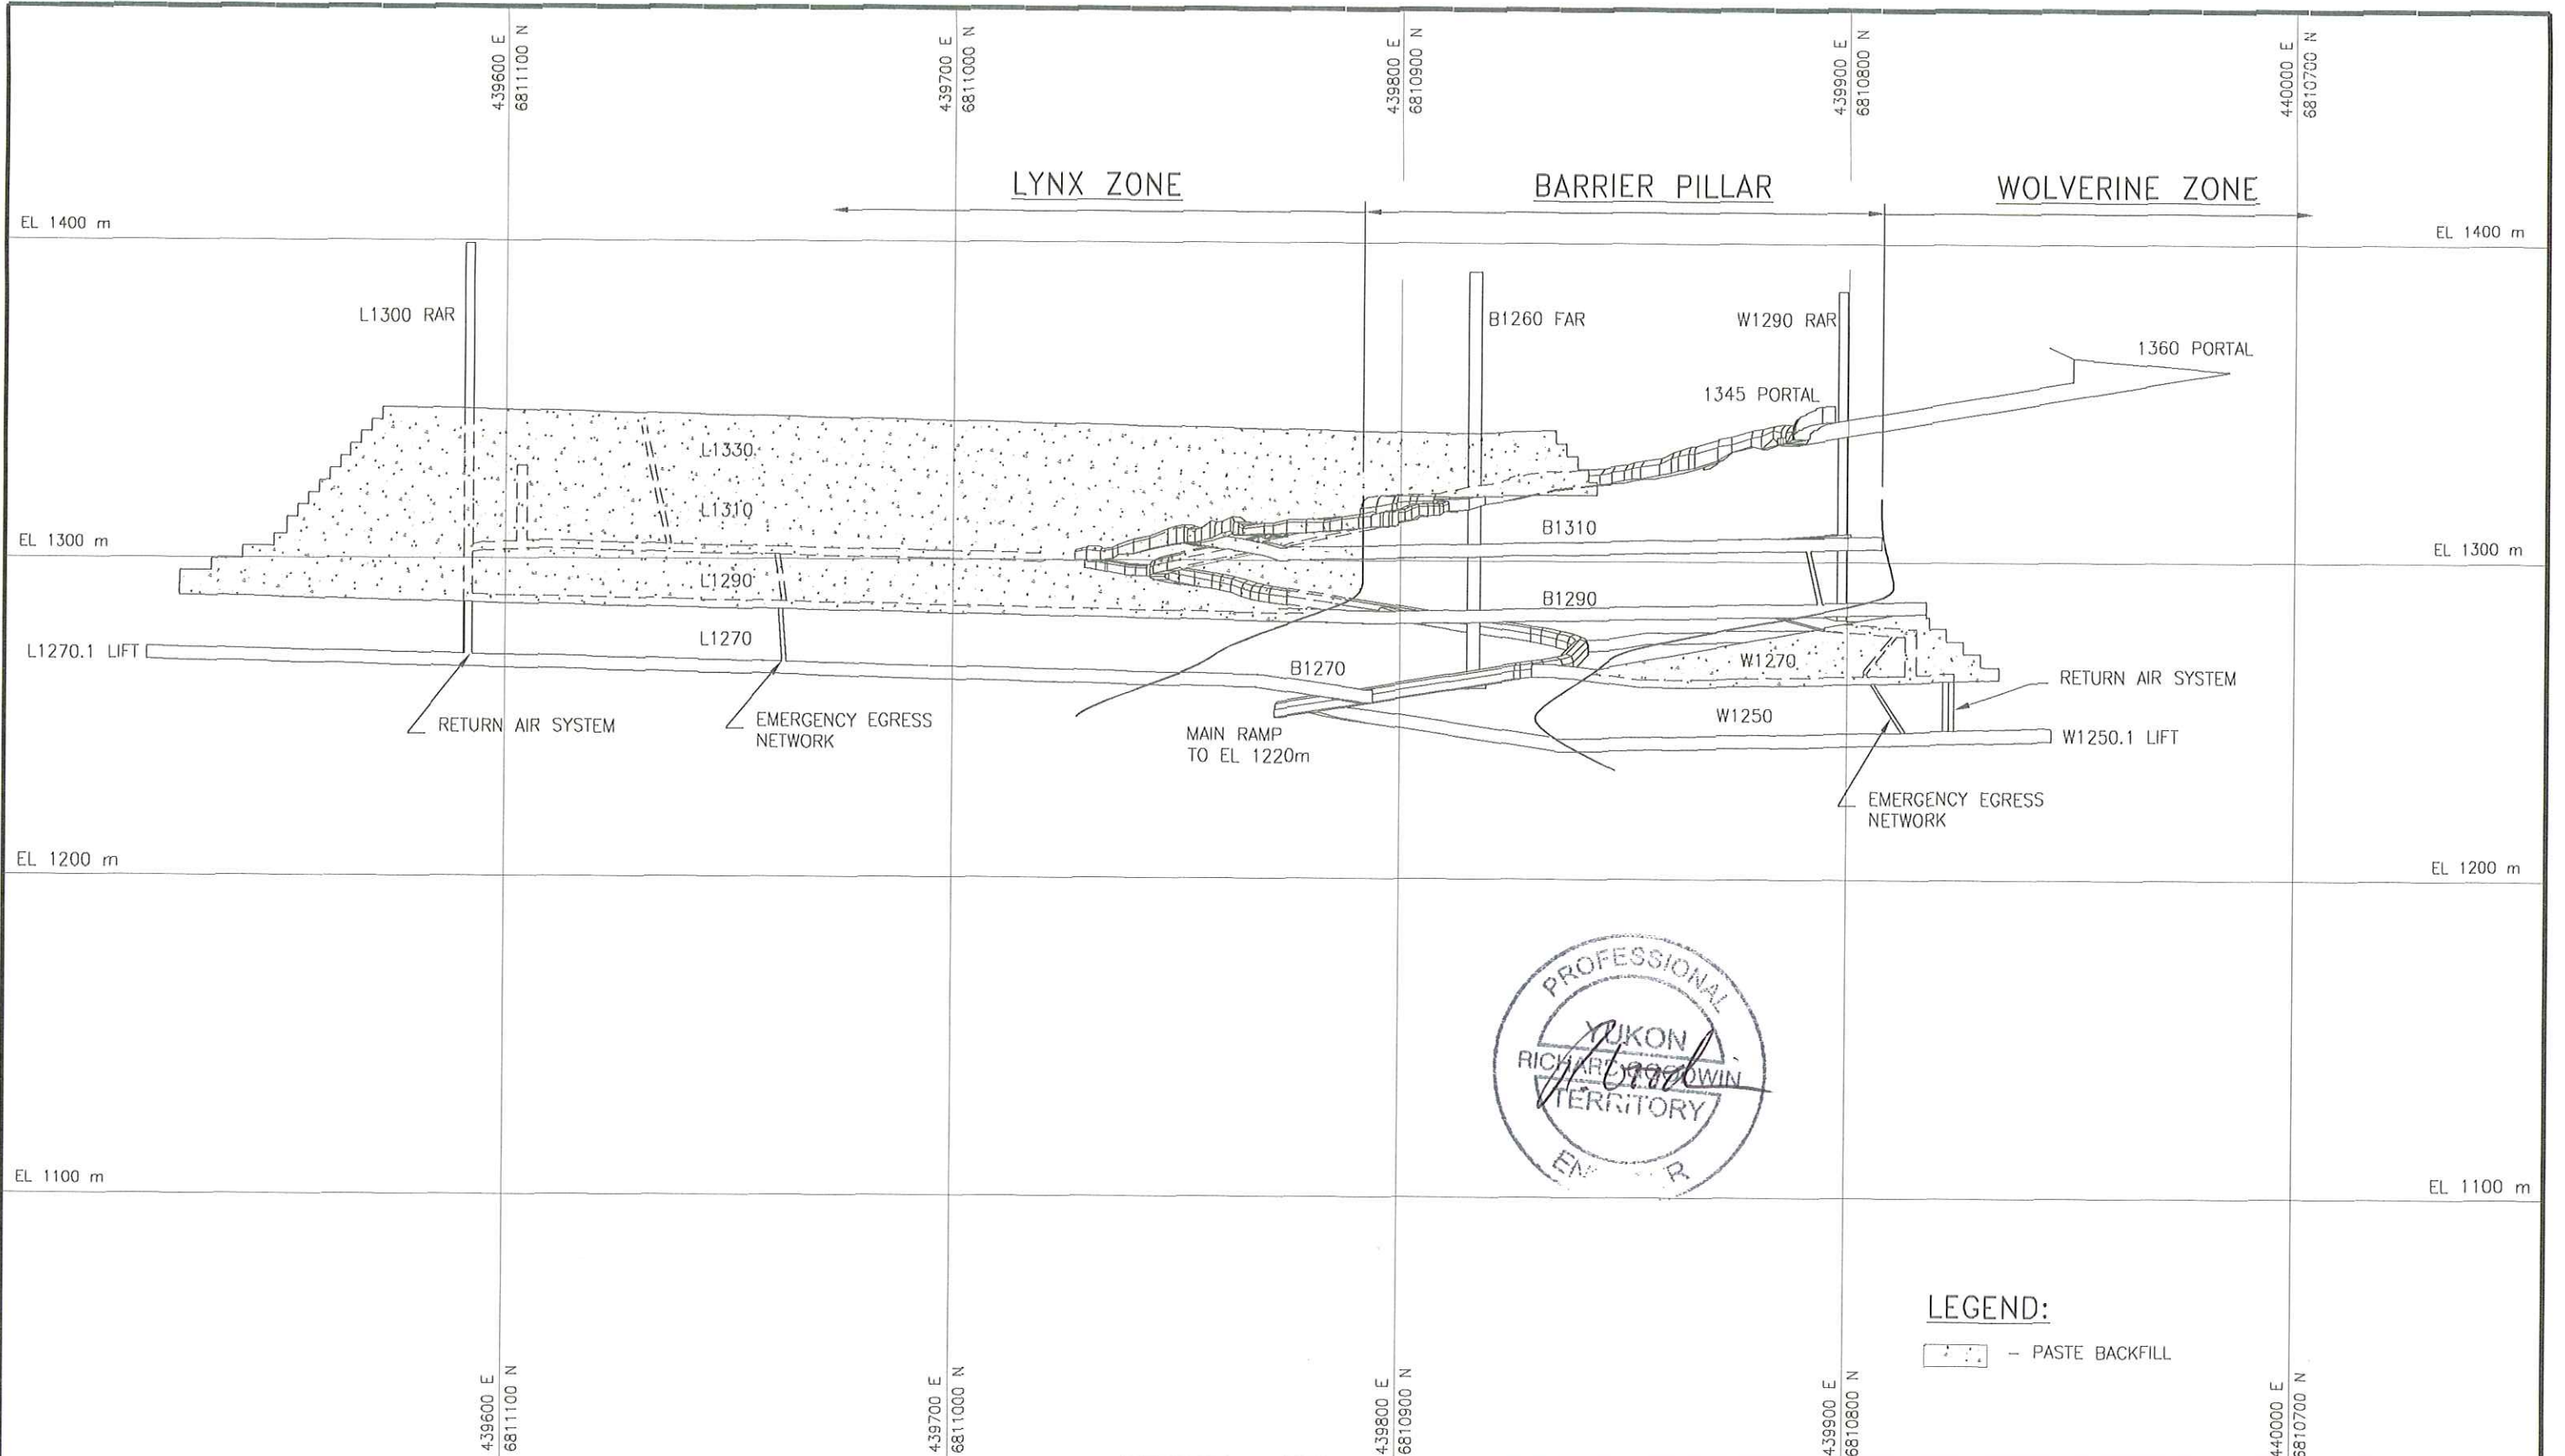 439600 E
6811100 N
439700 E
6811000 N
439800 E
6810900 N
439900 E
6810800 N
440000 E
6810700 N
LYNX ZONE
BARRIER PILLAR
WOLVERINE ZONE
EL 1400 m
EL 1400 m
L1300 RAR
B1260 FAR
W1290 RAR
1360 PORTAL
1345 PORTAL
L1330
L1310
B1310
EL 1300 m
EL 1300 m
L1290
B1290
L1270
L1270.1 LIFT
B1270
W1270
RETURN AIR SYSTEM
RETURN AIR SYSTEM
EMERGENCY EGRESS
NETWORK
W1250
MAIN RAMP
TO EL 1220m
W1250.1 LIFT
EMERGENCY EGRESS
NETWORK
EL 1200 m
EL 1200 m
PROFESSIONAL
YUKON
RICHARD GOODWIN
TERRITORY
EL 1100 m
EL 1100 m
LEGEND:
- PASTE BACKFILL
439600 E
6811100 N
439700 E
6811000 N
439800 E
6810900 N
439900 E
6810800 N
440000 E
6810700 N